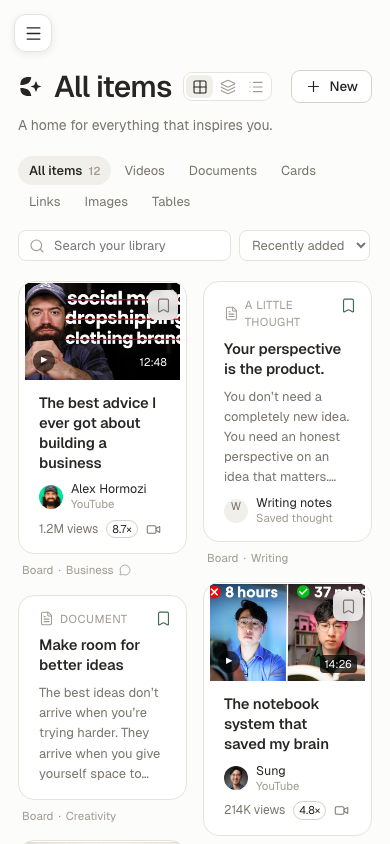 All items
New
A home for everything that inspires you.
All items 12
Videos
Documents
Cards
Links
Images
Tables
Search your library
Recently added
social
dropshipping
clothing brand
12:48
The best advice I
ever got about
building a
business
Alex Hormozi
YouTube
1.2M views 8.7×
Board · Business
DOCUMENT
Make room for
better ideas
The best ideas don't
arrive when you're
trying harder. They
arrive when you give
yourself space to...
Board · Creativity
A LITTLE
THOUGHT
Your perspective
is the product.
You don't need a
completely new idea.
You need an honest
perspective on an
idea that matters....
W
Writing notes
Saved thought
Board · Writing
8 hours
37 mins
14:26
The notebook
system that
saved my brain
Sung
YouTube
214K views 4.8×